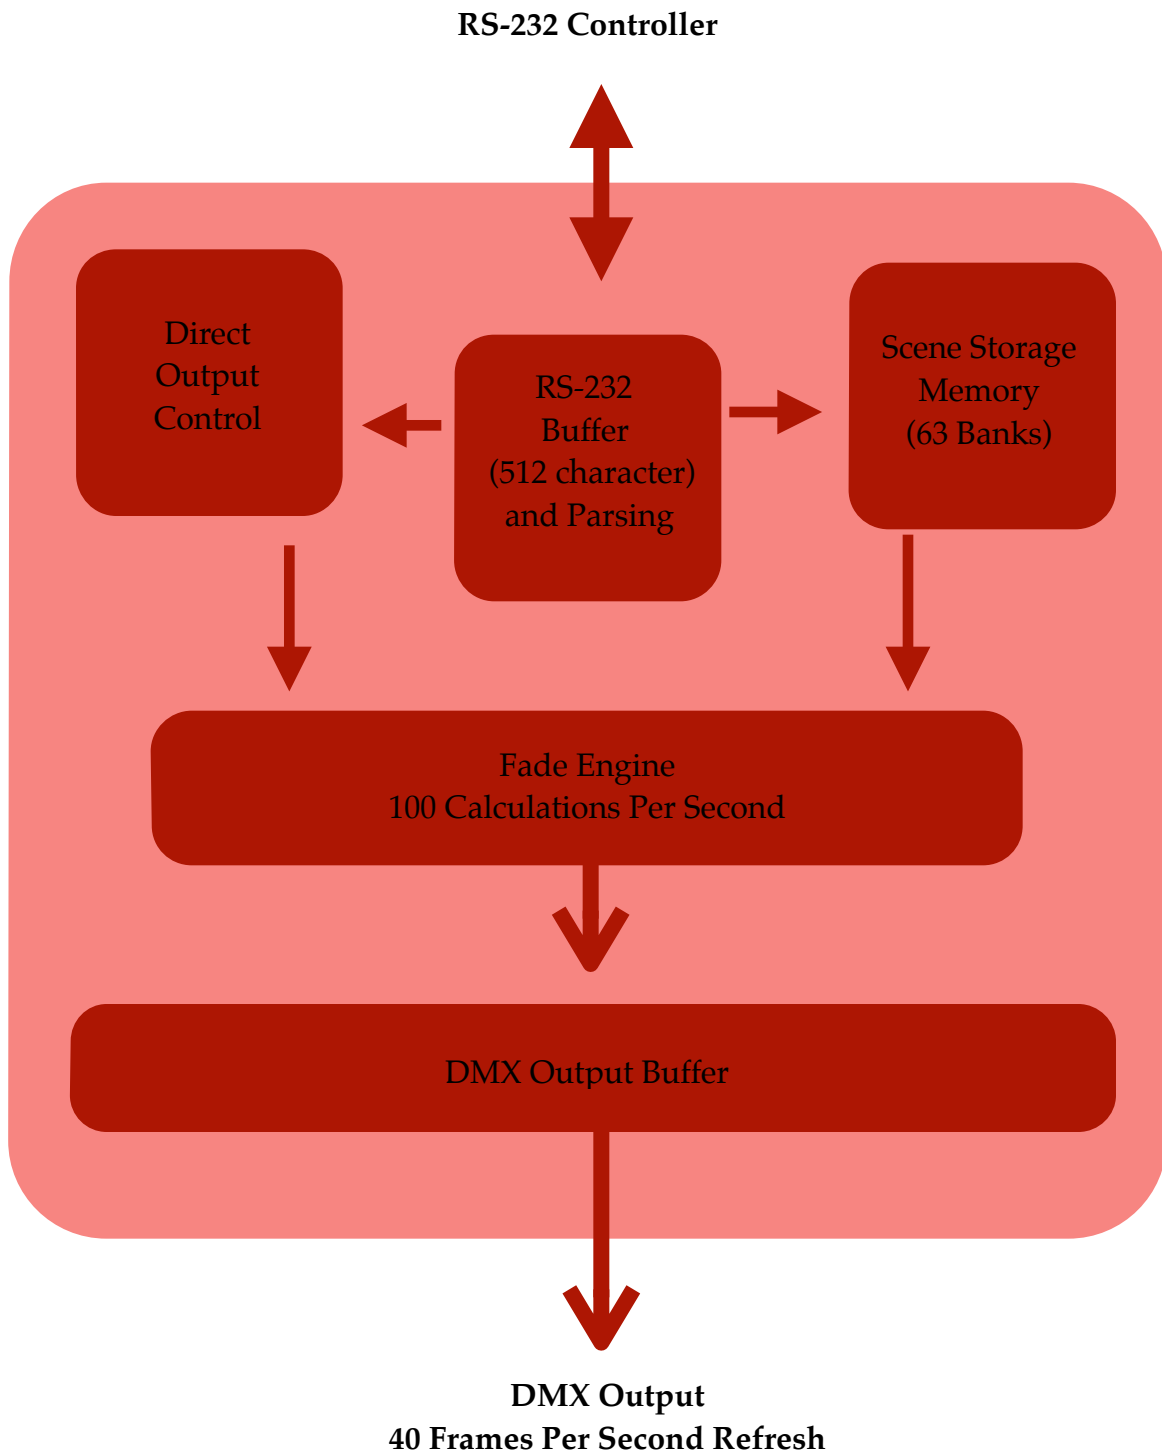 RS-232 Controller
Direct
Output
Control
RS-232
Buffer
(512 character)
and Parsing
Scene Storage
Memory
(63 Banks)
Fade Engine
100 Calculations Per Second
DMX Output Buffer
DMX Output
40 Frames Per Second Refresh